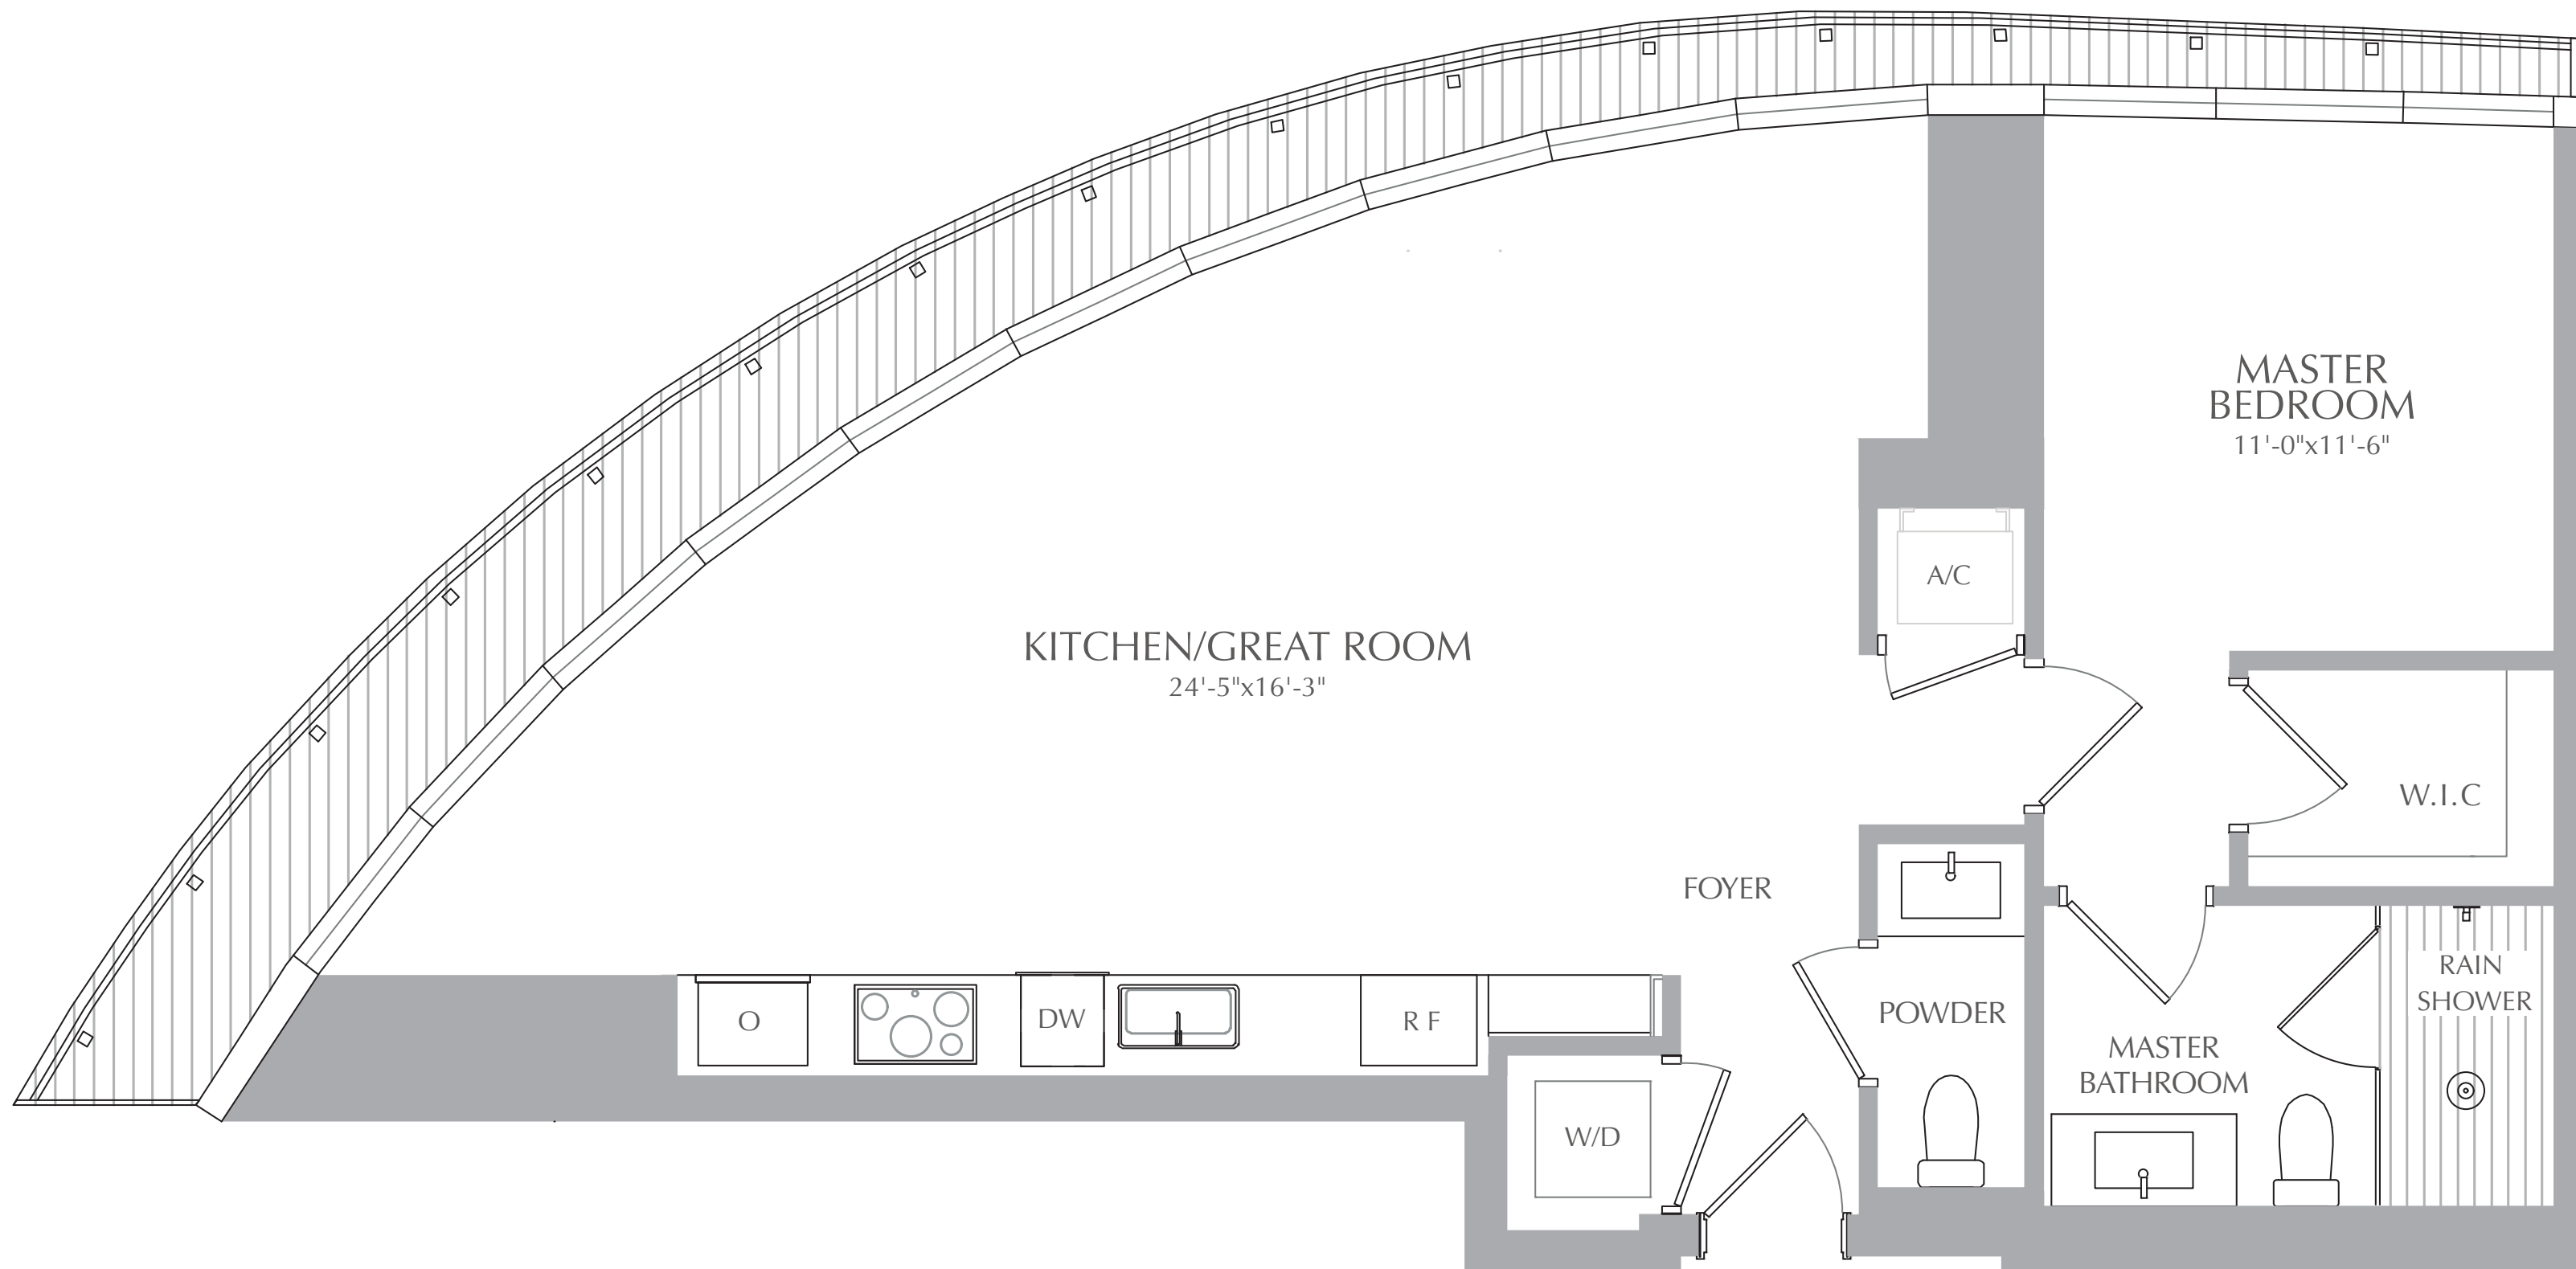 MASTER
BEDROOM
11'-0"x11'-6"
A/C
KITCHEN/GREAT ROOM
24'-5"x16'-3"
W.I.C
FOYER
RAIN
SHOWER
POWDER
O
DW
R F
MASTER
BATHROOM
W/D